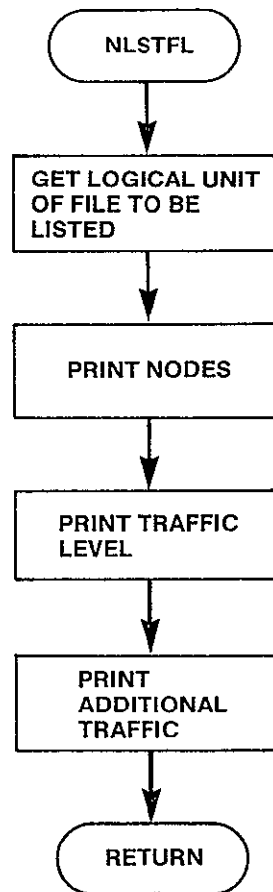 NLSTFL
GET LOGICAL UNIT
OF FILE TO BE
LISTED
PRINT NODES
PRINT TRAFFIC
LEVEL
PRINT
ADDITIONAL
TRAFFIC
RETURN